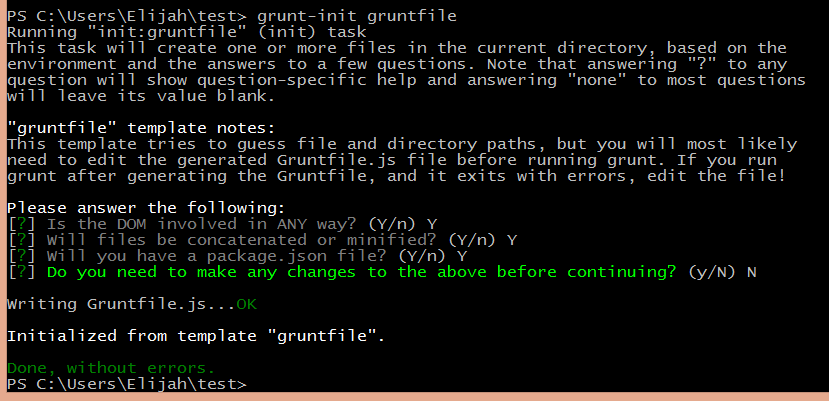 PS C:\Users\Elijah\test> grunt-init gruntfile
Running "init:gruntfile" (init) task
This task will create one or more files in the current directory, based on the
environment and the answers to a few questions. Note that answering "?" to any
question will show question-specific help and answering "none" to most questions
will leave its value blank.
"gruntfile" template notes:
This template tries to guess file and directory paths, but you will most likely
need to edit the generated Gruntfile.js file before running grunt. If you run
grunt after generating the Gruntfile, and it exits with errors, edit the file!
Please answer the following:
[?] Is the DOM involved in ANY way? (Y/n) Y
[?] Will files be concatenated or minified? (Y/n) Y
[?] Will you have a package.json file? (Y/n) Y
[?] Do you need to make any changes to the above before continuing? (y/N) N
Writing Gruntfile.js...OK
Initialized from template "gruntfile".
Done, without errors.
PS C:\Users\Elijah\test>